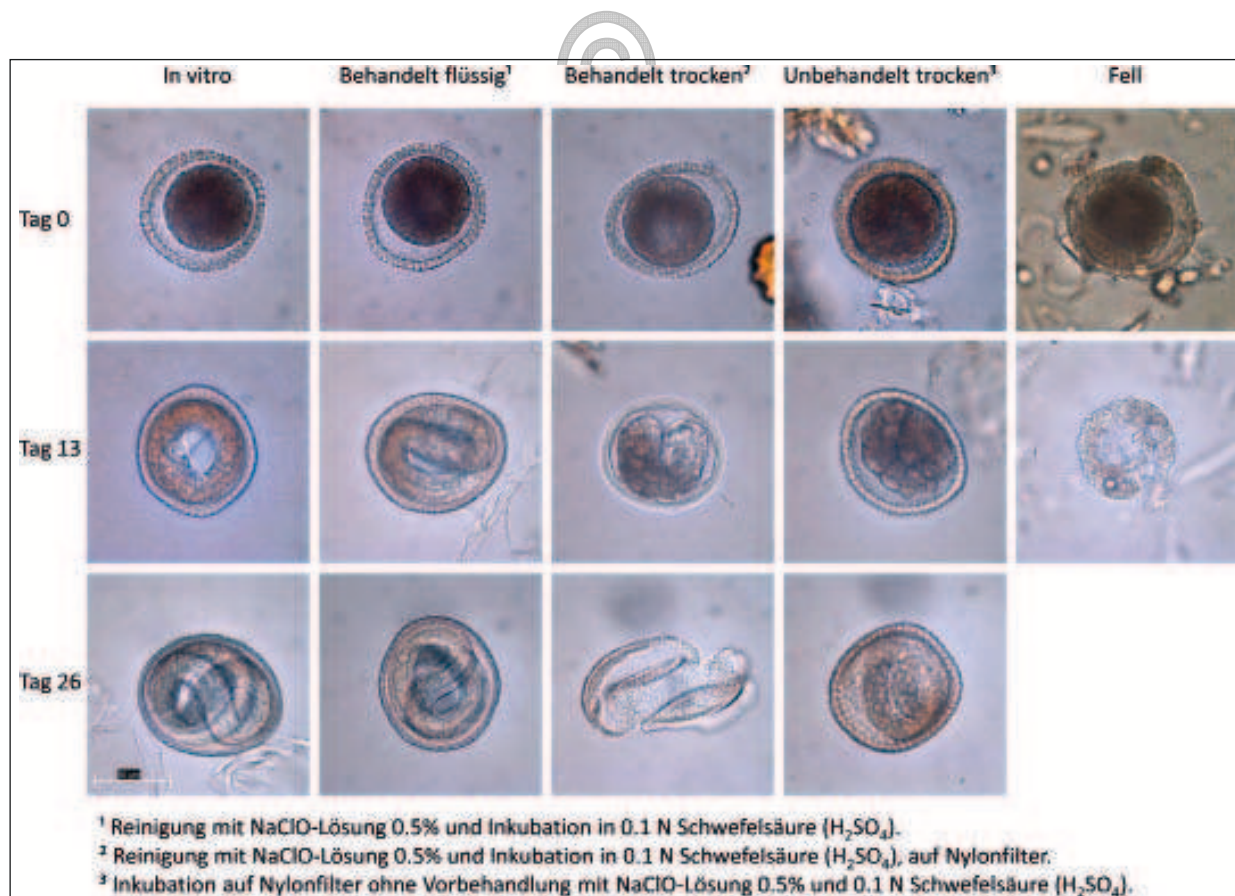 In vitro Behandelt flüssig¹ Behandelt trocken² Unbehandelt trocken³ Fell
Tag 0
Tag 13
Tag 26
¹ Reinigung mit NaClO-Lösung 0.5% und Inkubation in 0.1 N Schwefelsäure (H₂SO₄).
² Reinigung mit NaClO-Lösung 0.5% und Inkubation in 0.1 N Schwefelsäure (H₂SO₄), auf Nylonfilter.
³ Inkubation auf Nylonfilter ohne Vorbehandlung mit NaClO-Lösung 0.5% und 0.1 N Schwefelsäure (H₂SO₄).